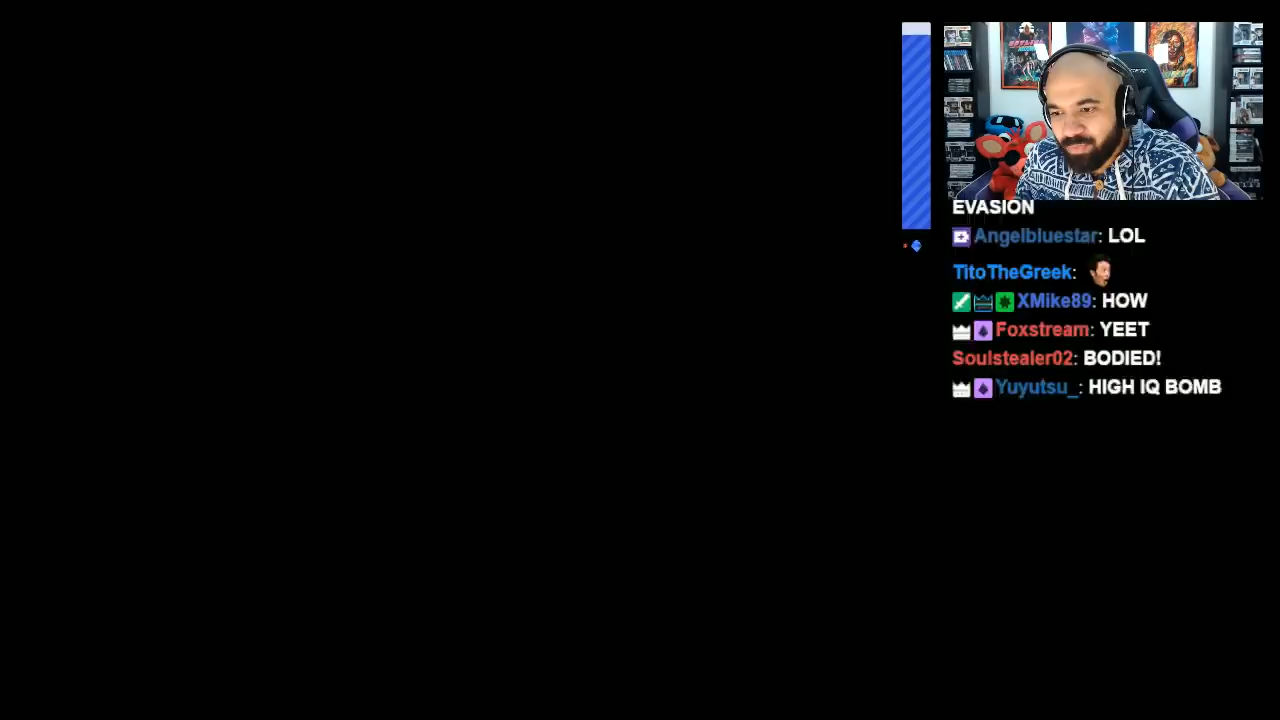 EVASION
Angelbluestar: LOL
TitoTheGreek:
XMike89: HOW
Foxstream: YEET
Soulstealer02: BODIED!
Yuyutsu_: HIGH IQ BOMB